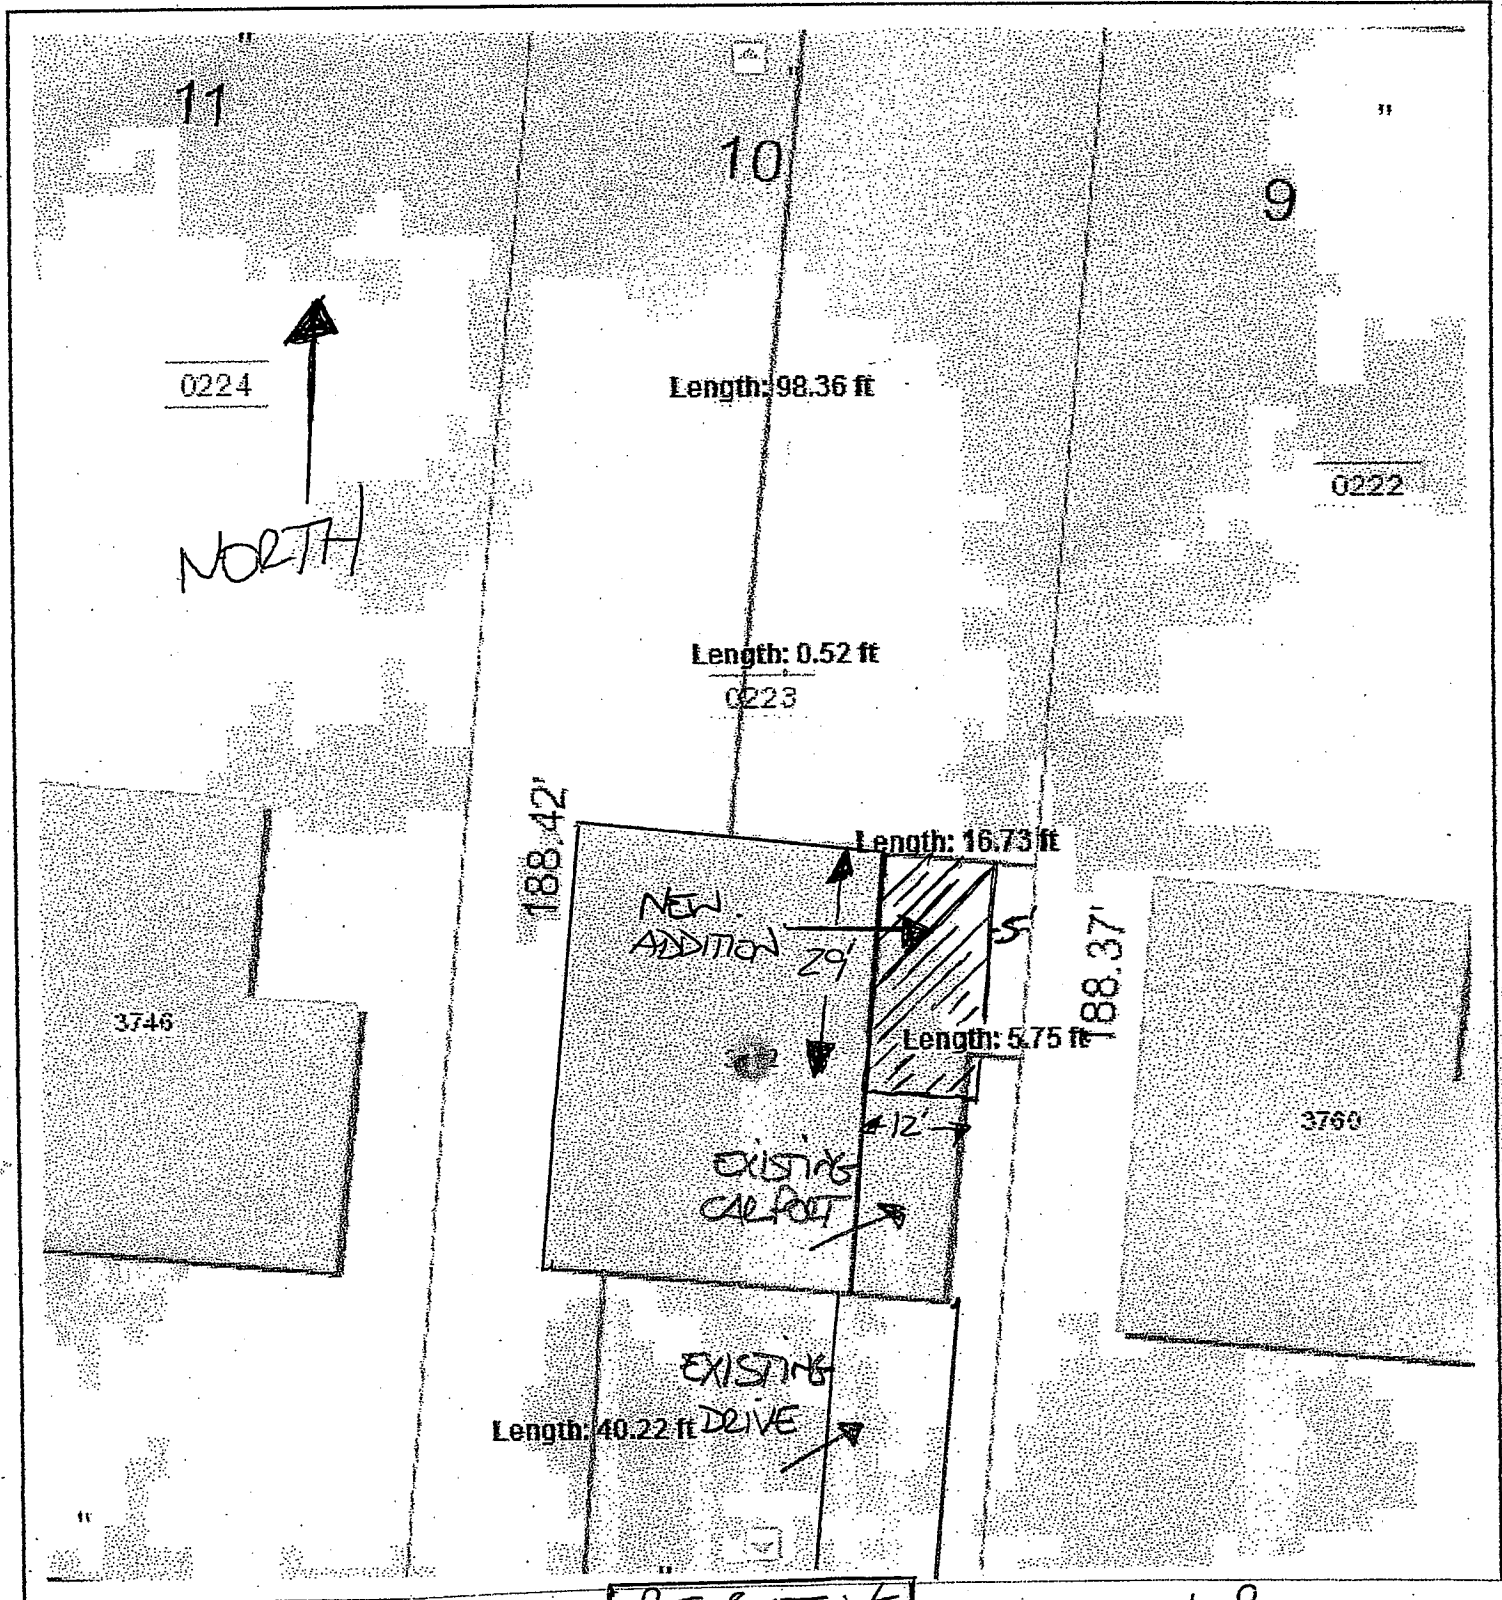 11
10
9
0224
Length: 98.36 ft
0222
NORTH
Length: 0.52 ft
0223
188.42'
Length: 16.73 ft
NEW
ADDITION
29'
5'
188.37'
3746
Length: 5.75 ft
12'
3760
EXISTING
CARPORT
EXISTING
DRIVE
Length: 40.22 ft